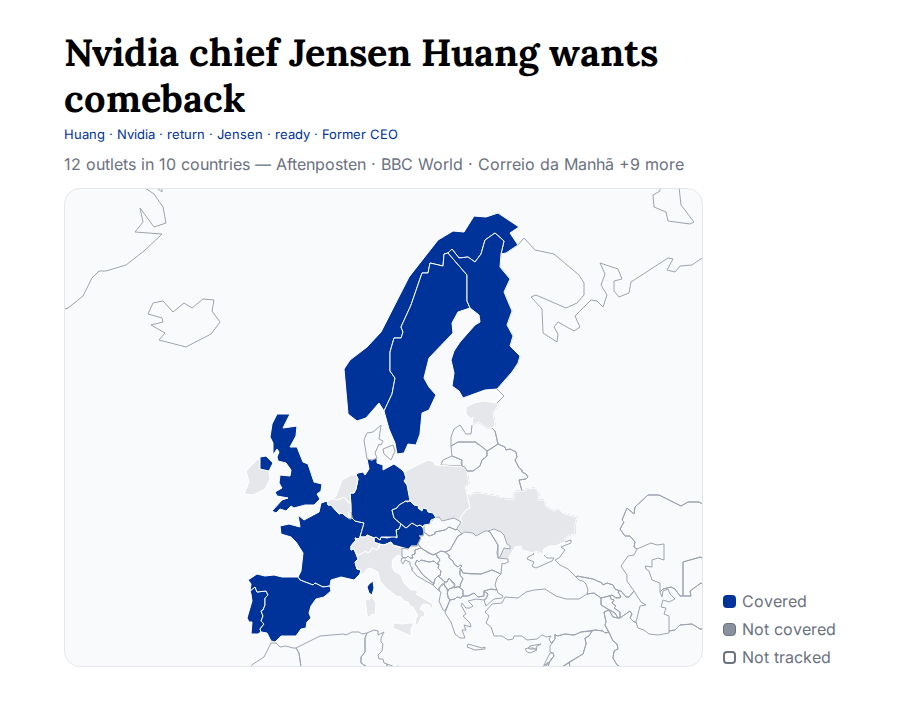 Nvidia chief Jensen Huang wants
comeback
Huang · Nvidia · return · Jensen · ready · Former CEO
12 outlets in 10 countries — Aftenposten · BBC World · Correio da Manhã +9 more
Covered
Not covered
Not tracked